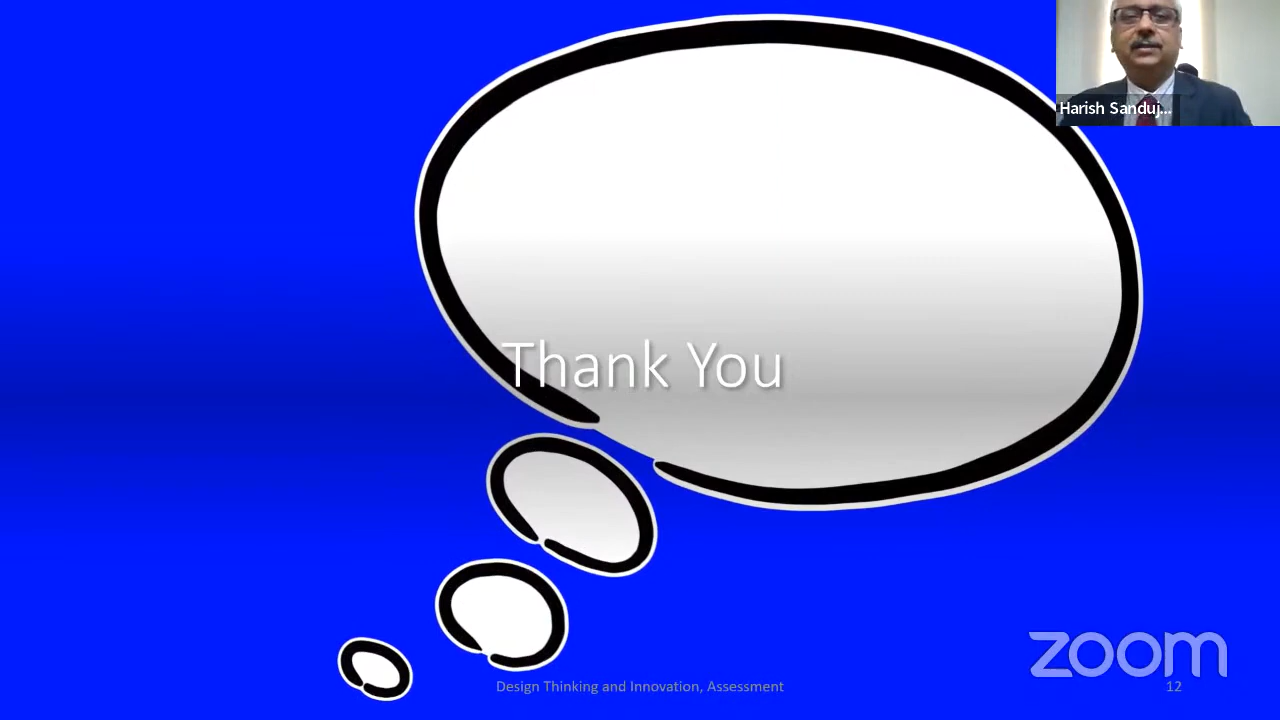 Harish Sanduj...
Thank You
zoom
Design Thinking and Innovation, Assessment
12